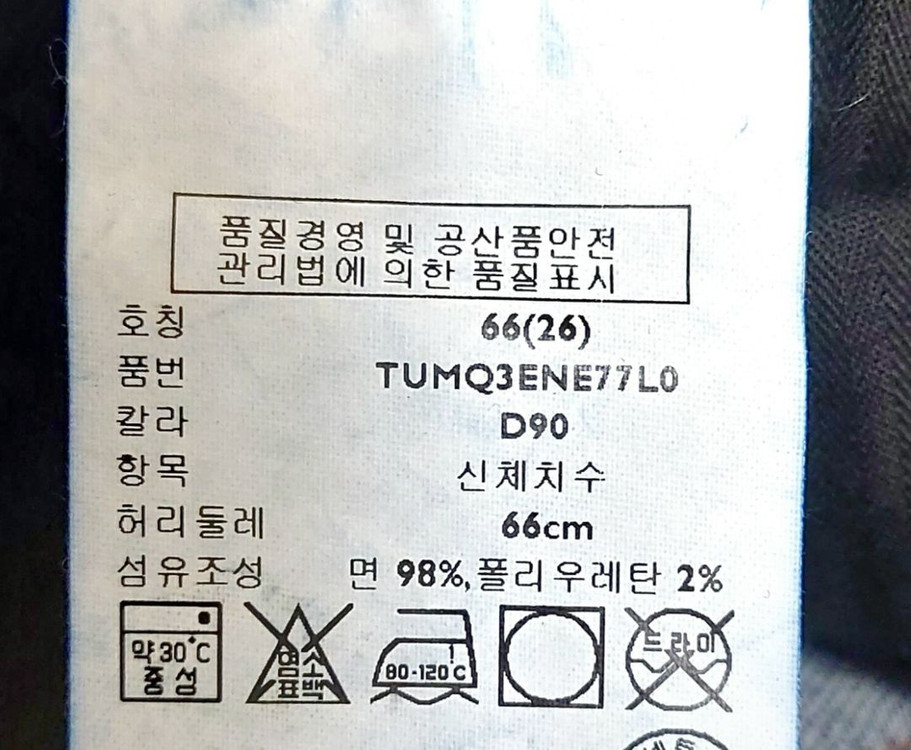 품질경영 및 공산품안전
관리법에 의한 품질표시
호칭 66(26)
품번 TUMQ3ENE77L0
칼라 D90
항목 신체치수
허리둘레 66cm
섬유조성 면 98%,폴리우레탄 2%
약30°C
중성
염소
표백
80-120°C
드라이